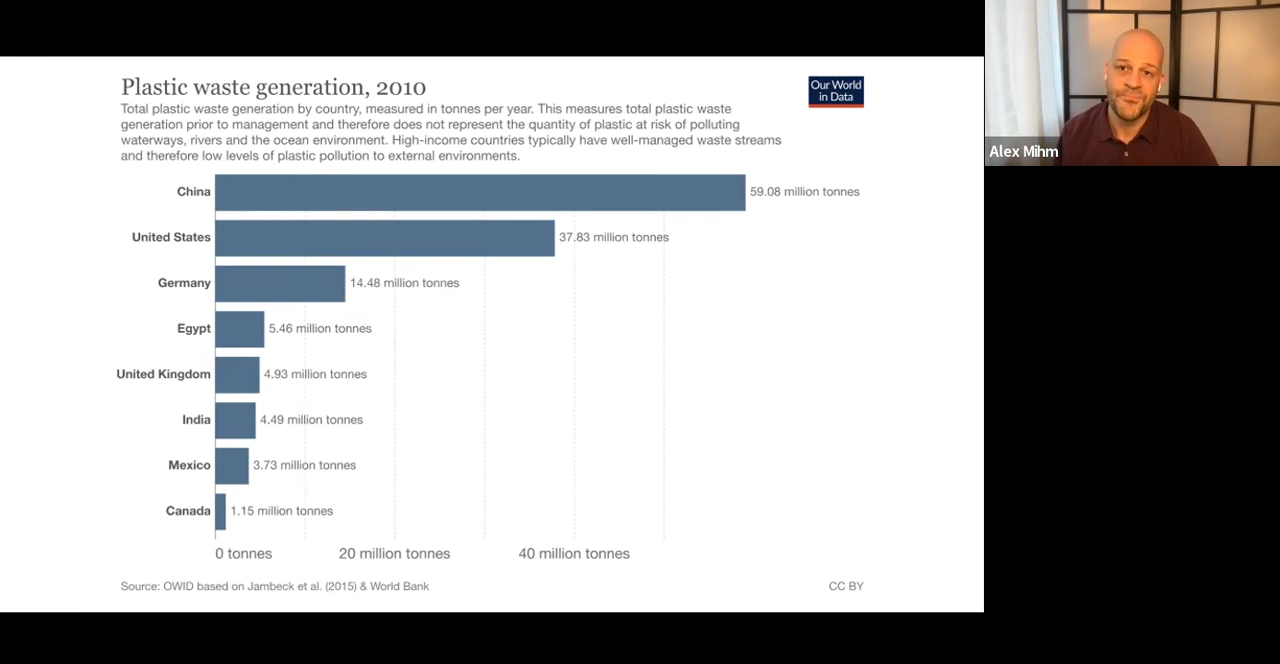 Plastic waste generation, 2010
Our World
in Data
Total plastic waste generation by country, measured in tonnes per year. This measures total plastic waste
generation prior to management and therefore does not represent the quantity of plastic at risk of polluting
waterways, rivers and the ocean environment. High-income countries typically have well-managed waste streams
and therefore low levels of plastic pollution to external environments.
China 59.08 million tonnes
United States 37.83 million tonnes
Germany 14.48 million tonnes
Egypt 5.46 million tonnes
United Kingdom 4.93 million tonnes
India 4.49 million tonnes
Mexico 3.73 million tonnes
Canada 1.15 million tonnes
0 tonnes 20 million tonnes 40 million tonnes
Source: OWID based on Jambeck et al. (2015) & World Bank CC BY
Alex Mihm